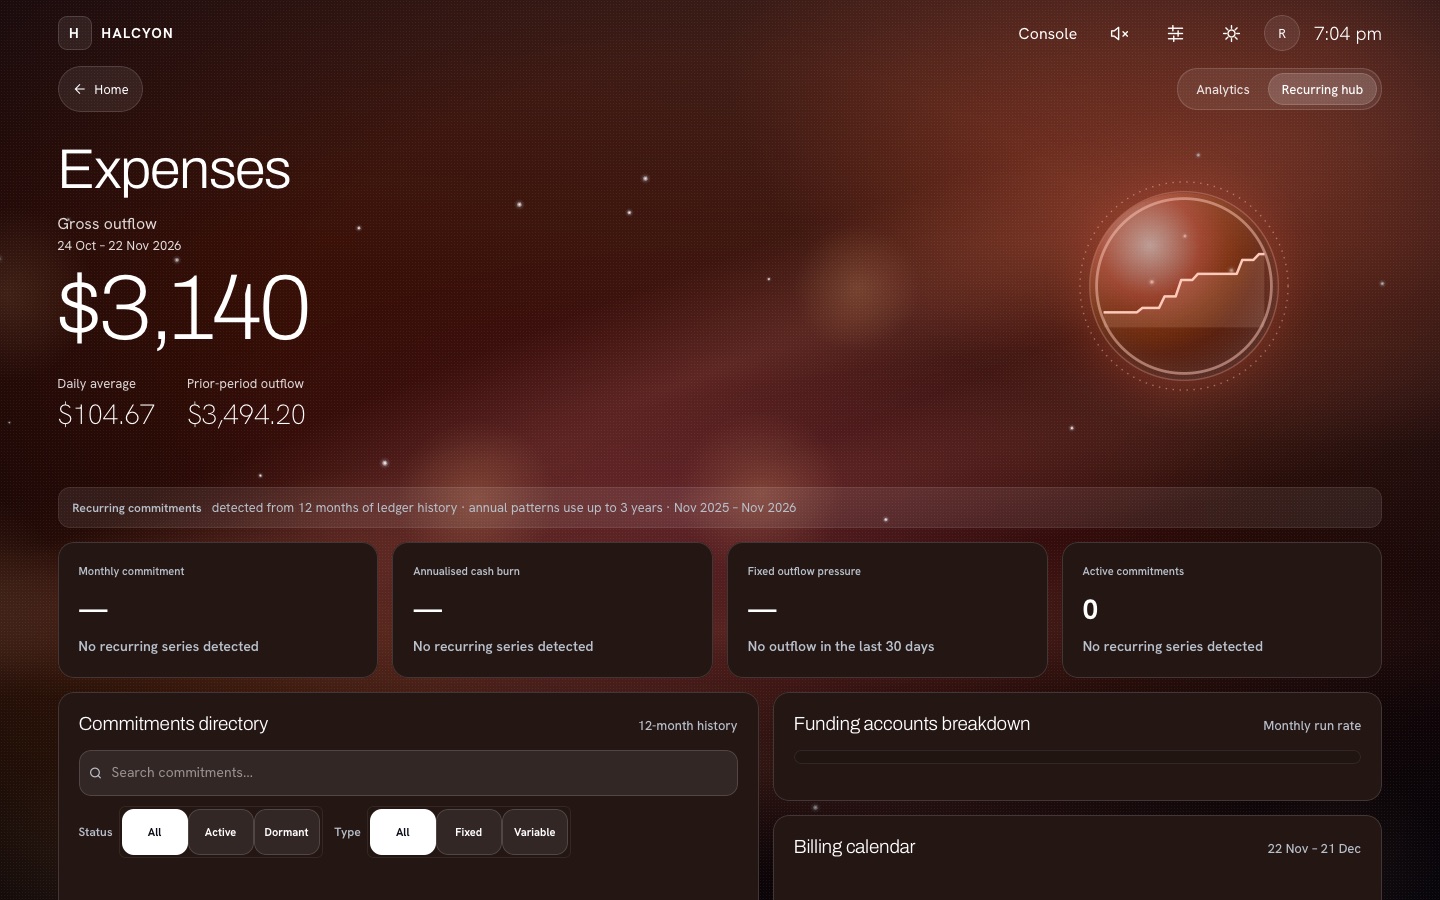 H HALCYON Console R 7:04 pm
Home Analytics Recurring hub
Expenses
Gross outflow
24 Oct – 22 Nov 2026
$3,140
Daily average Prior-period outflow
$104.67 $3,494.20
Recurring commitments detected from 12 months of ledger history · annual patterns use up to 3 years · Nov 2025 – Nov 2026
Monthly commitment Annualised cash burn Fixed outflow pressure Active commitments
— — — 0
No recurring series detected No recurring series detected No outflow in the last 30 days No recurring series detected
Commitments directory 12-month history Funding accounts breakdown Monthly run rate
Search commitments...
Status All Active Dormant Type All Fixed Variable
Billing calendar 22 Nov – 21 Dec